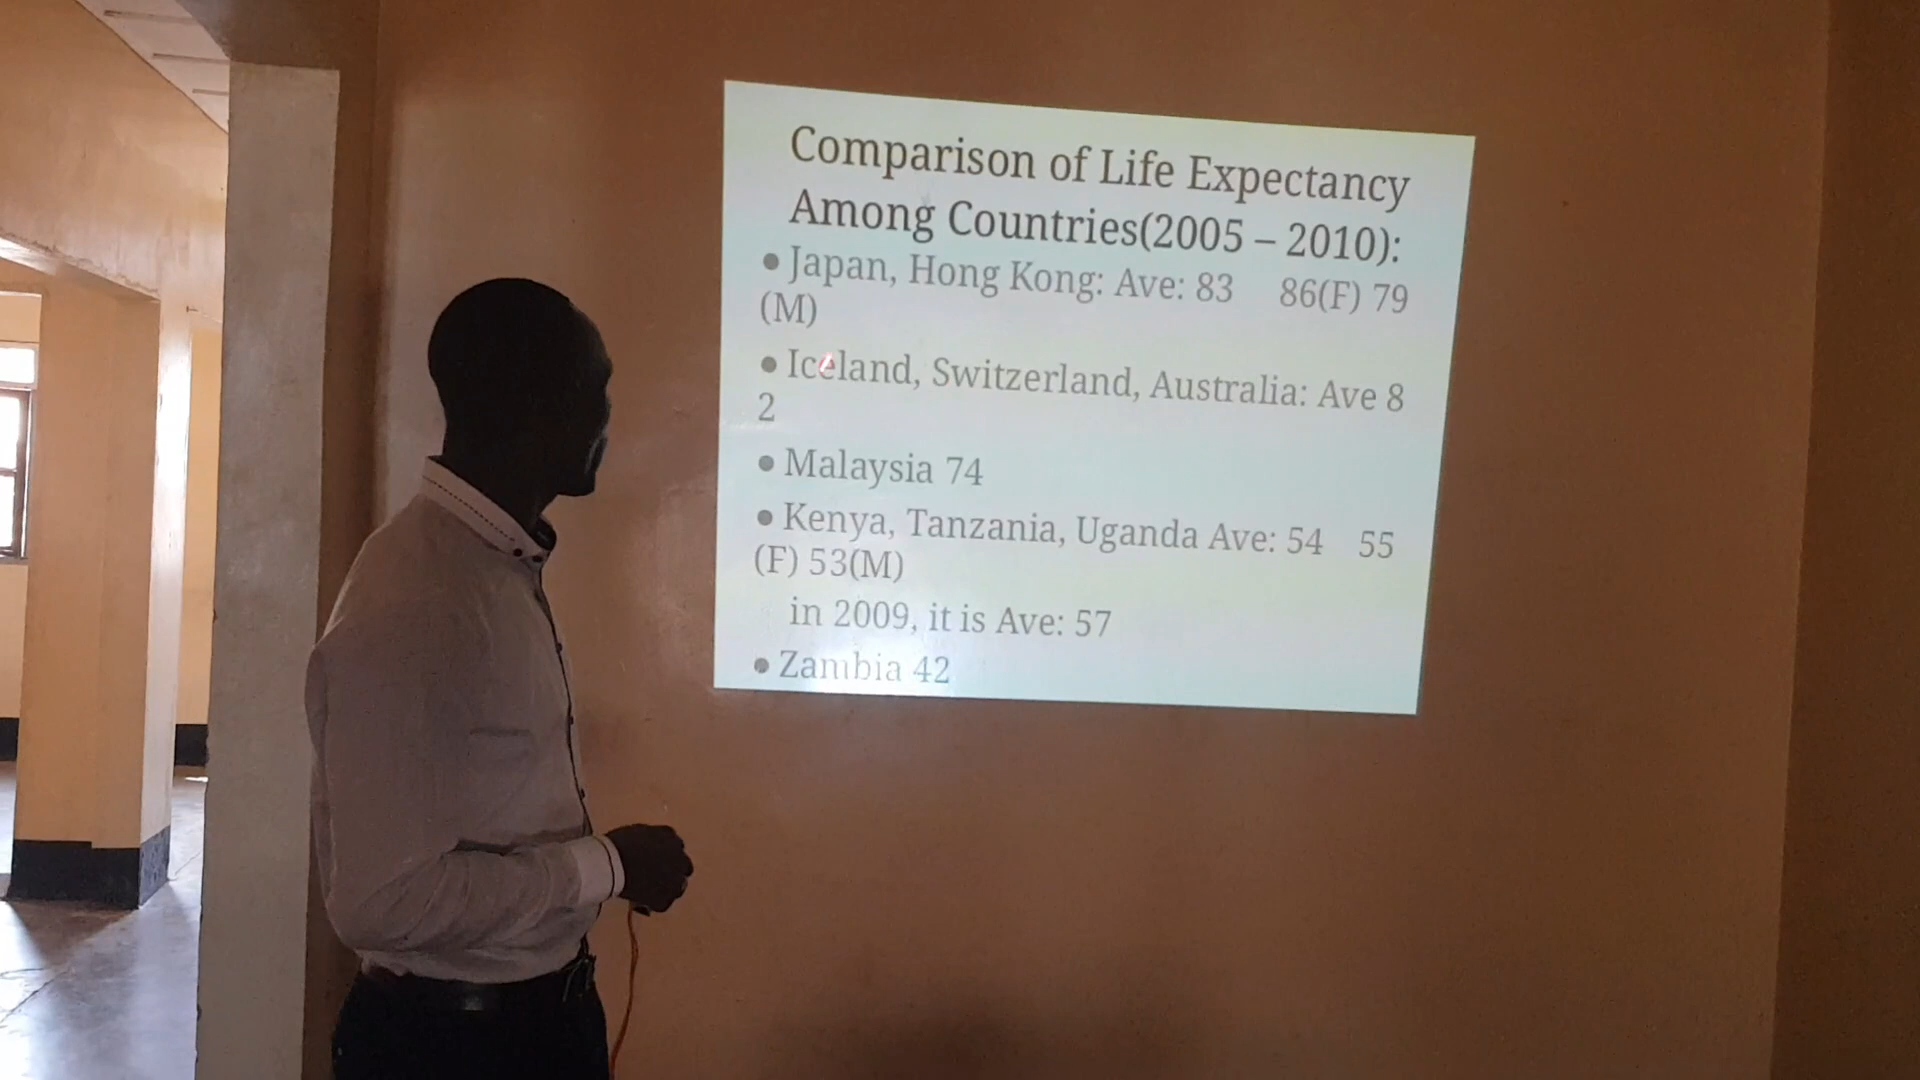 Comparison of Life Expectancy
Among Countries(2005 – 2010):
● Japan, Hong Kong: Ave: 83 86(F) 79
(M)
● Iceland, Switzerland, Australia: Ave 8
2
● Malaysia 74
● Kenya, Tanzania, Uganda Ave: 54 55
(F) 53(M)
in 2009, it is Ave: 57
● Zambia 42